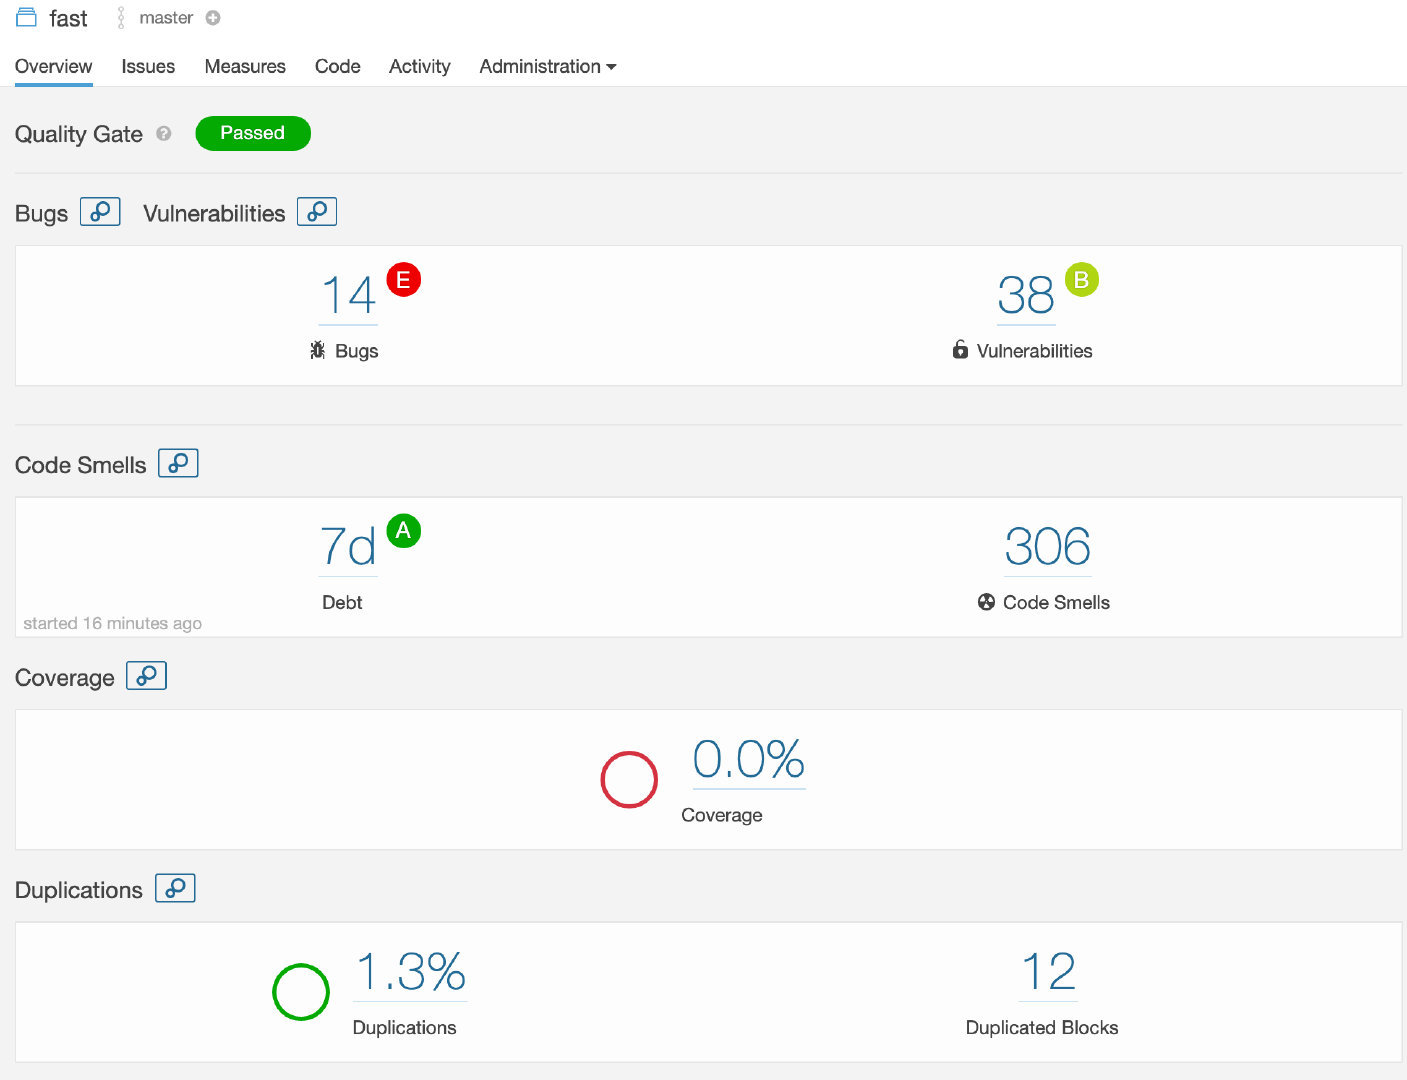 fast master
Overview Issues Measures Code Activity Administration
Quality Gate ? Passed
Bugs Vulnerabilities
14 E 38 B
Bugs Vulnerabilities
Code Smells
7d A 306
Debt Code Smells
started 16 minutes ago
Coverage
0.0%
Coverage
Duplications
1.3% 12
Duplications Duplicated Blocks